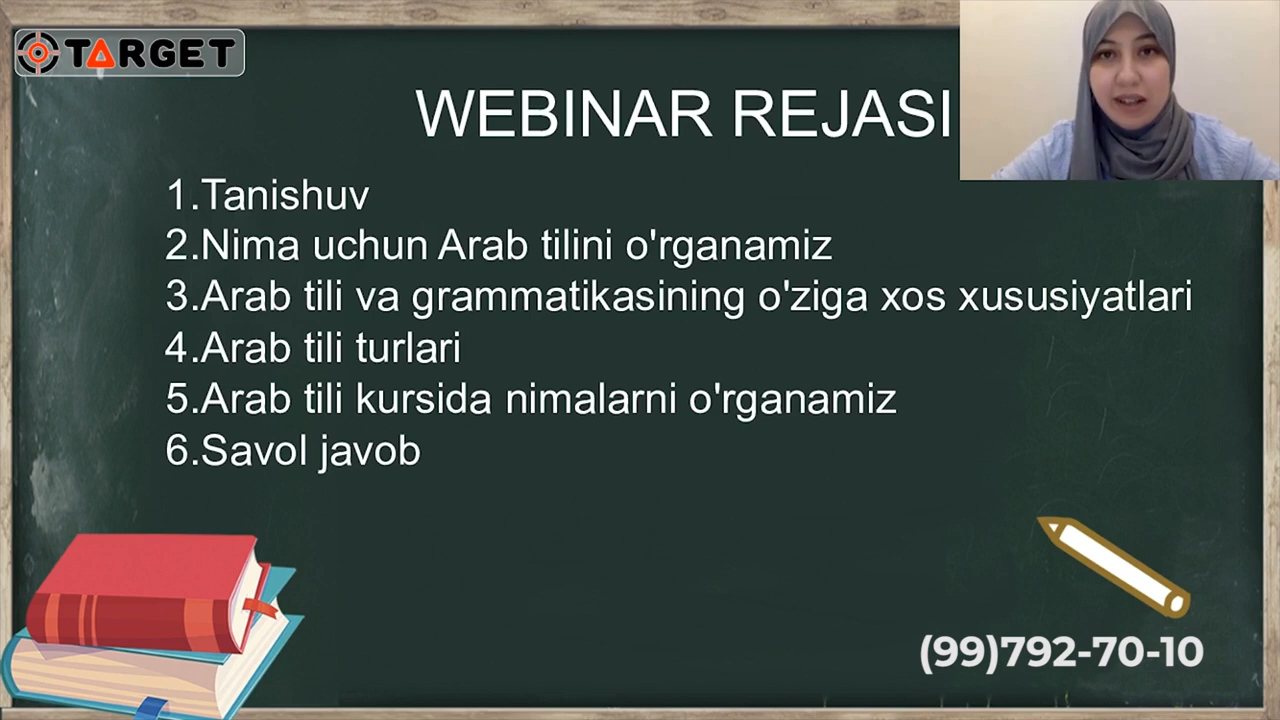 TARGET
WEBINAR REJASI
1.Tanishuv
2.Nima uchun Arab tilini o'rganamiz
3.Arab tili va grammatikasining o'ziga xos xususiyatlari
4.Arab tili turlari
5.Arab tili kursida nimalarni o'rganamiz
6.Savol javob
(99)792-70-10